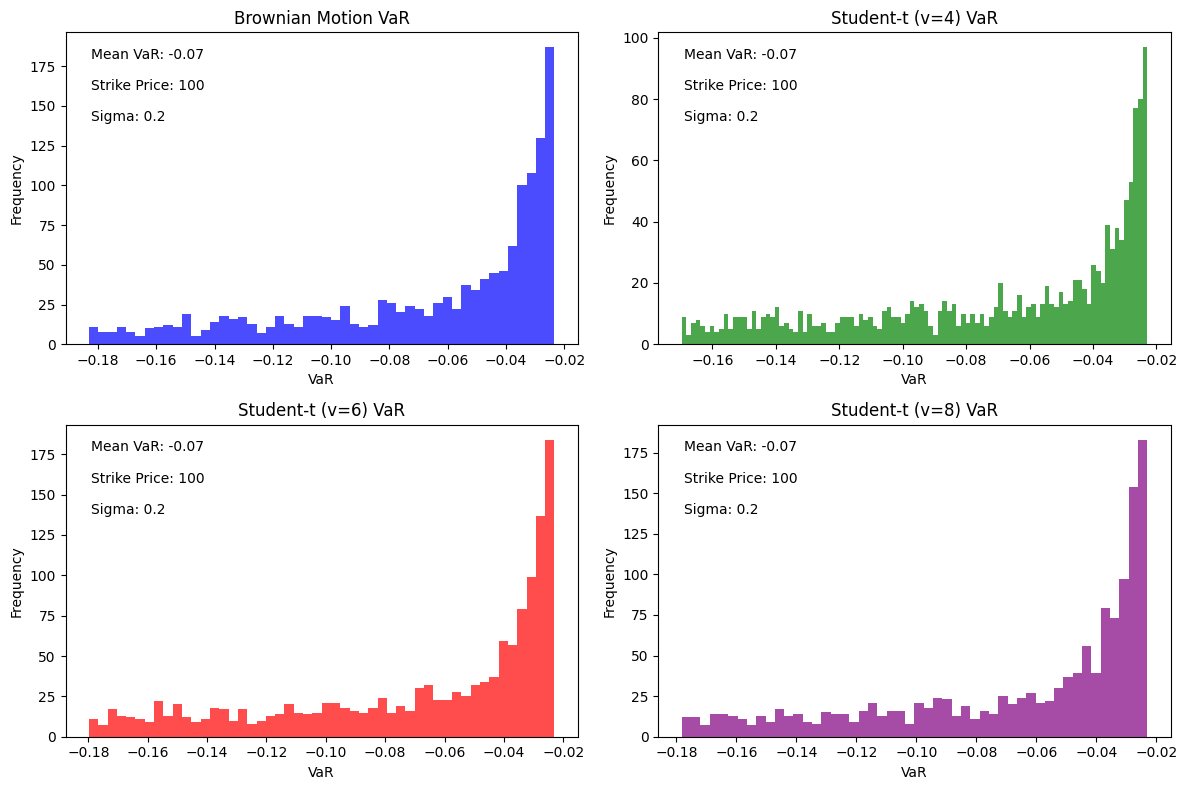 Brownian Motion VaR
Mean VaR: -0.07
Strike Price: 100
Sigma: 0.2
Frequency
175
150
125
100
75
50
25
0
−0.18 −0.16 −0.14 −0.12 −0.10 −0.08 −0.06 −0.04 −0.02
VaR
Student-t (v=4) VaR
Mean VaR: -0.07
Strike Price: 100
Sigma: 0.2
Frequency
100
80
60
40
20
0
−0.16 −0.14 −0.12 −0.10 −0.08 −0.06 −0.04 −0.02
VaR
Student-t (v=6) VaR
Mean VaR: -0.07
Strike Price: 100
Sigma: 0.2
Frequency
175
150
125
100
75
50
25
0
−0.18 −0.16 −0.14 −0.12 −0.10 −0.08 −0.06 −0.04 −0.02
VaR
Student-t (v=8) VaR
Mean VaR: -0.07
Strike Price: 100
Sigma: 0.2
Frequency
175
150
125
100
75
50
25
0
−0.18 −0.16 −0.14 −0.12 −0.10 −0.08 −0.06 −0.04 −0.02
VaR